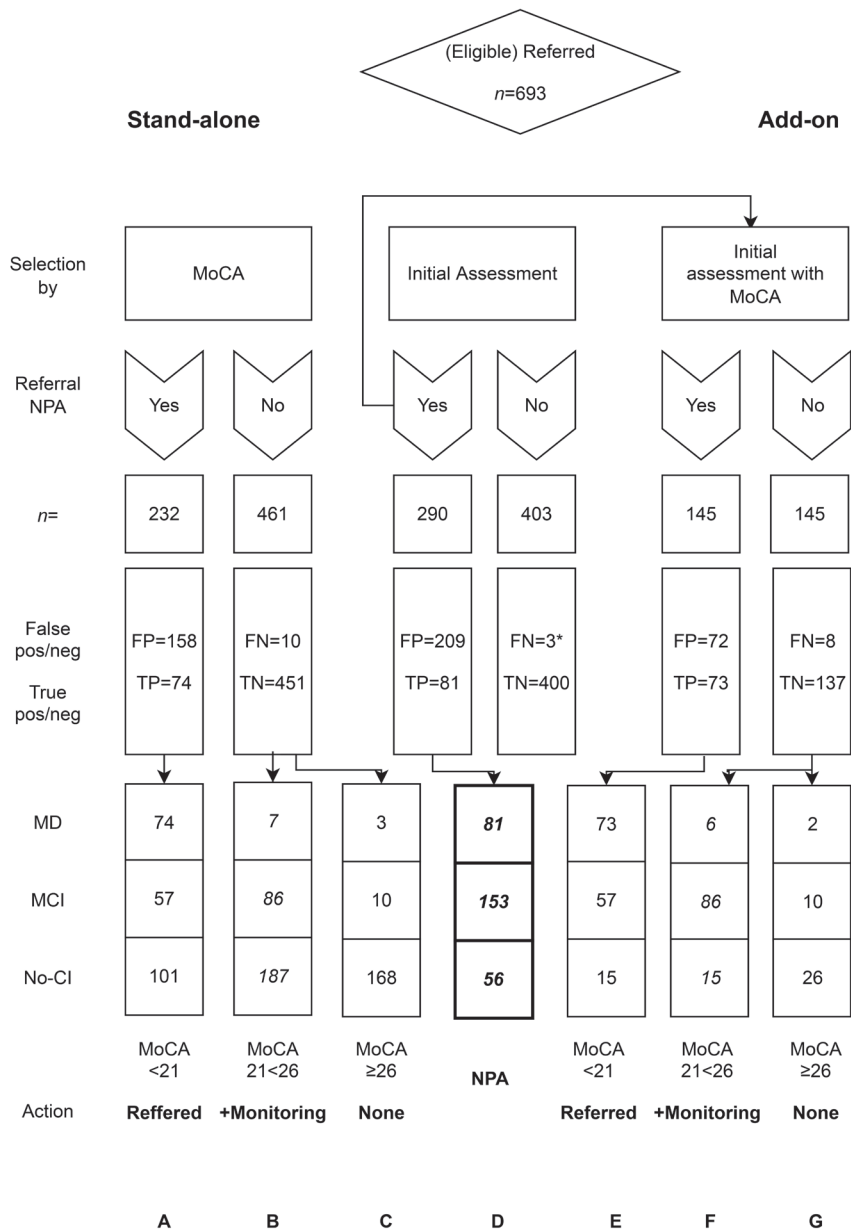 (Eligible) Referred
n=693
Stand-alone
Add-on
Selection
by
MoCA
Initial Assessment
Initial
assessment with
MoCA
Referral
NPA
Yes
No
Yes
No
Yes
No
n=
232
461
290
403
145
145
False
pos/neg
True
pos/neg
FP=158
TP=74
FN=10
TN=451
FP=209
TP=81
FN=3*
TN=400
FP=72
TP=73
FN=8
TN=137
MD
74
7
3
81
73
6
2
MCI
57
86
10
153
57
86
10
No-CI
101
187
168
56
15
15
26
MoCA
<21
MoCA
21<26
MoCA
≥26
NPA
MoCA
<21
MoCA
21<26
MoCA
≥26
Action
Reffered
+Monitoring
None
Referred
+Monitoring
None
A
B
C
D
E
F
G